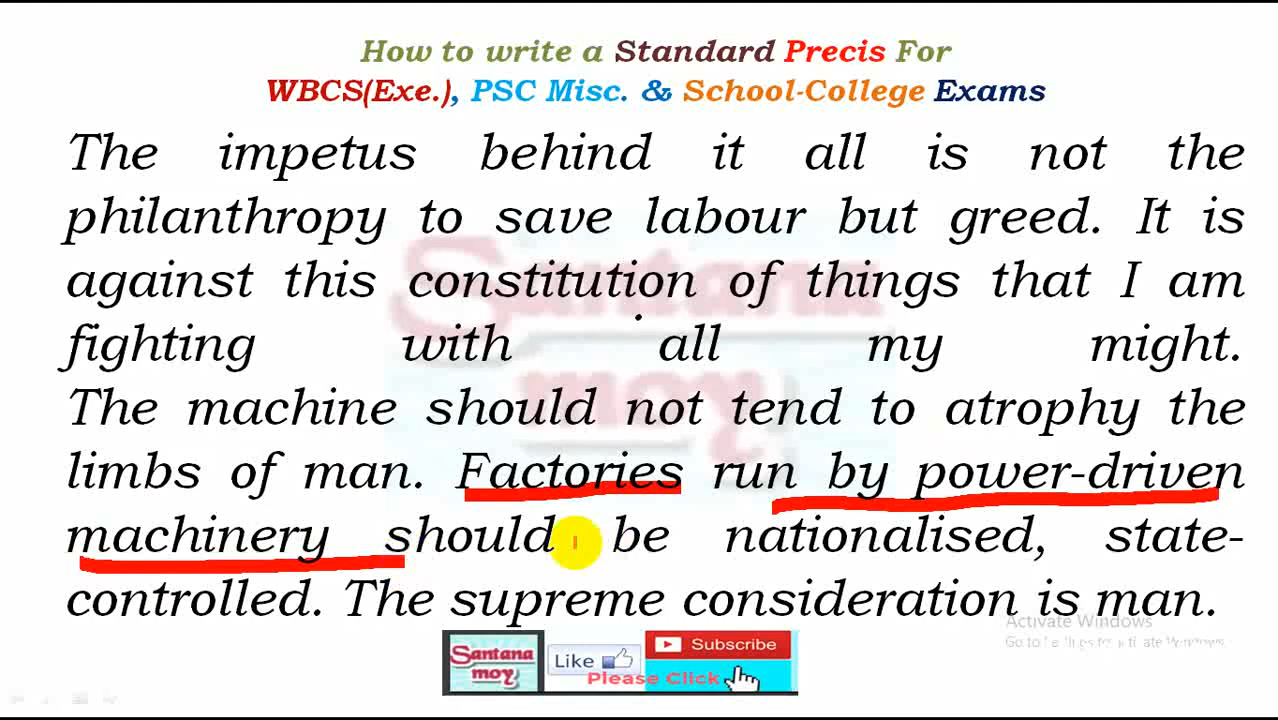 How to write a Standard Precis For
WBCS(Exe.), PSC Misc. & School-College Exams
The impetus behind it all is not the
philanthropy to save labour but greed. It is
against this constitution of things that I am
fighting with all my might.
The machine should not tend to atrophy the
limbs of man. Factories run by power-driven
machinery should be nationalised, state-
controlled. The supreme consideration is man.
Santana
moy
Activate Windows
Santana
moy
Like
Subscribe
Please Click